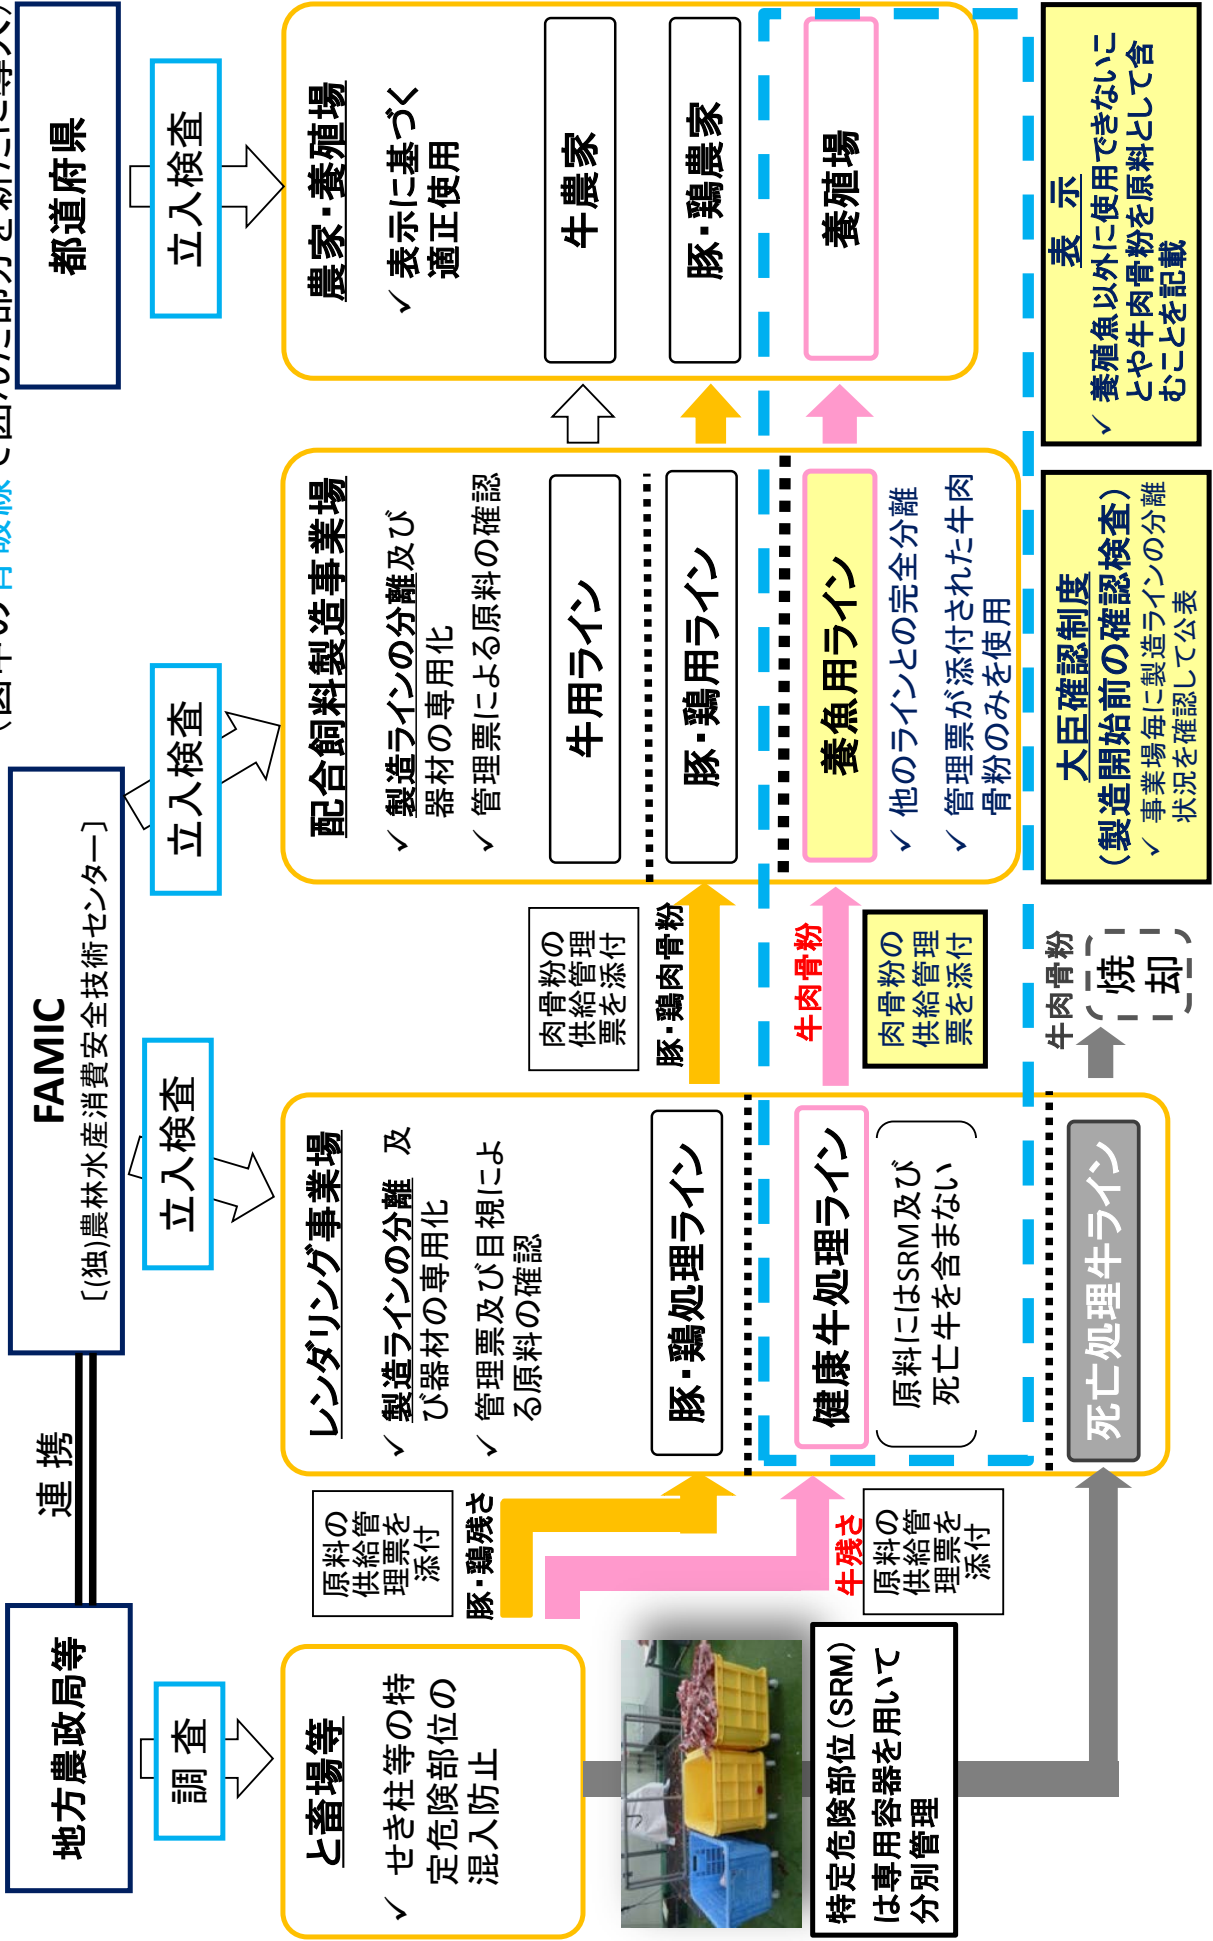 (図中の青破線で囲んだ部分を新たに導入)
地方農政局等
連 携
FAMIC
[(独)農林水産消費安全技術センター]
都道府県
調 査
立入検査
立入検査
立入検査
と畜場等
✓ せき柱等の特
定危険部位の
混入防止
特定危険部位(SRM)
は専用容器を用いて
分別管理
原料の
供給管
理票を
添付
豚・鶏残さ
牛残さ
原料の
供給管
理票を
添付
レンダリング事業場
✓ 製造ラインの分離 及
び器材の専用化
✓ 管理票及び目視によ
る原料の確認
豚・鶏処理ライン
健康牛処理ライン
原料にはSRM及び
死亡牛を含まない
死亡処理牛ライン
肉骨粉の
供給管理
票を添付
豚・鶏肉骨粉
牛肉骨粉
肉骨粉の
供給管理
票を添付
牛肉骨粉
焼
却
配合飼料製造事業場
✓ 製造ラインの分離及び
器材の専用化
✓ 管理票による原料の確認
牛用ライン
豚・鶏用ライン
養魚用ライン
✓ 他のラインとの完全分離
✓ 管理票が添付された牛肉
骨粉のみを使用
大臣確認制度
(製造開始前の確認検査)
✓ 事業場毎に製造ラインの分離
状況を確認して公表
農家・養殖場
✓ 表示に基づく
適正使用
牛農家
豚・鶏農家
養殖場
表 示
✓ 養殖魚以外に使用できないこ
とや牛肉骨粉を原料として含
むことを記載